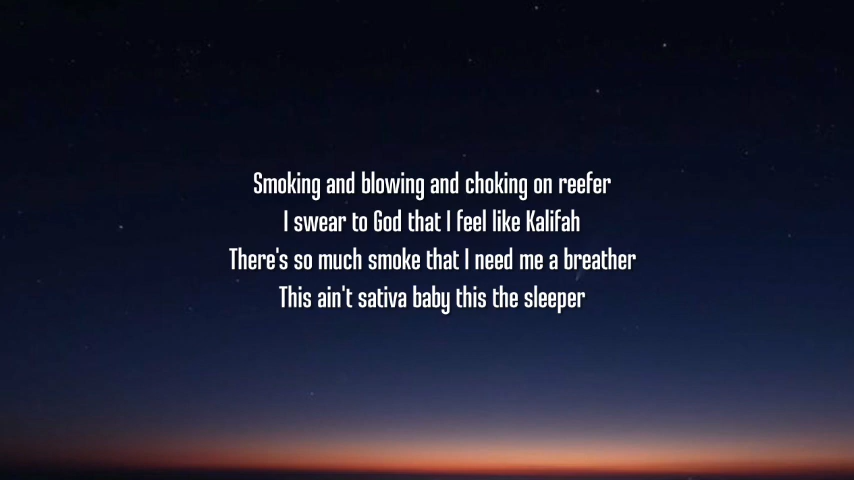 Smoking and blowing and choking on reefer
I swear to God that I feel like Kalifah
There's so much smoke that I need me a breather
This ain't sativa baby this the sleeper